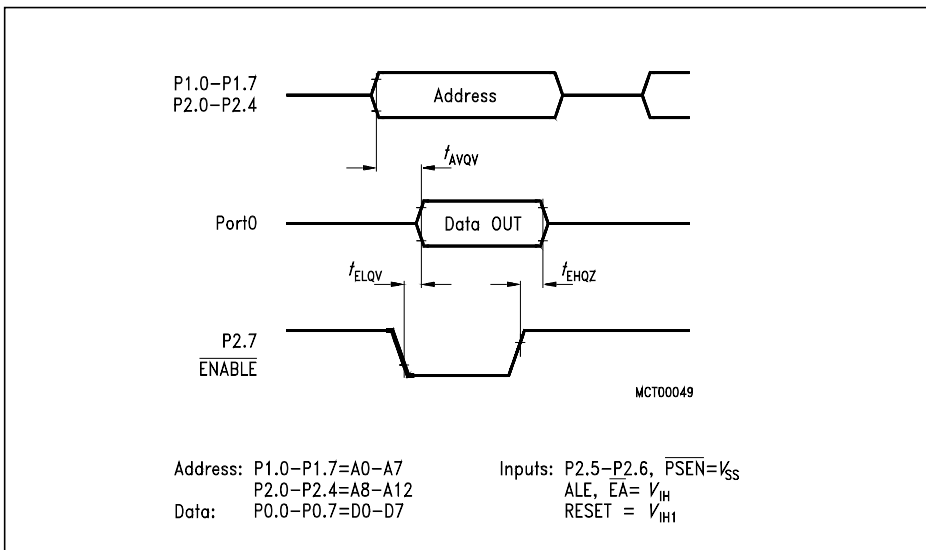 P1.0–P1.7
P2.0–P2.4
Address
tAVQV
Port0
Data OUT
tELQV
tEHQZ
P2.7
ENABLE
MCT00049
Address: P1.0–P1.7=A0–A7
P2.0–P2.4=A8–A12
Data: P0.0–P0.7=D0–D7
Inputs: P2.5–P2.6, PSEN=VSS
ALE, EA= VIH
RESET = VIH1